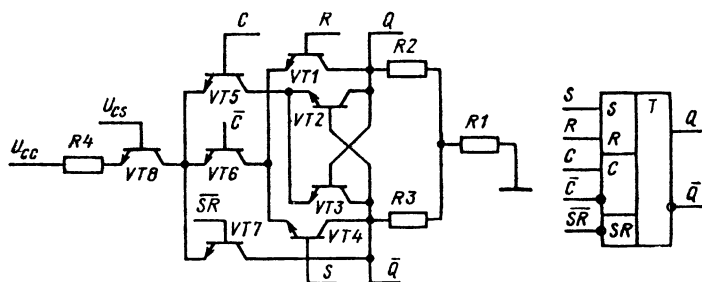 C
R
Q
R2
VT1
VT5
VT2
U_CS
C̅
R1
U_CC
R4
VT8
VT6
S̅R̅
VT3
R3
VT7
VT4
S
Q̅
S
S
T
R
R
Q
C
C
C̅
Q̅
S̅R̅
SR